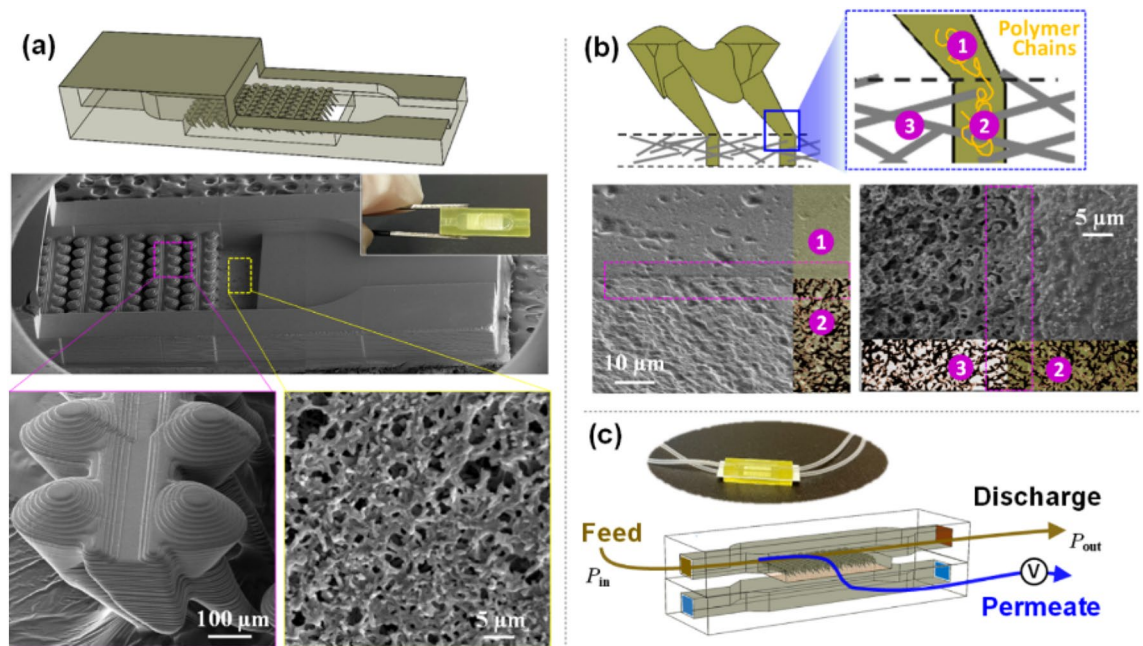 (a)
100 µm
5 µm
(b)
Polymer
Chains
1
2
3
1
2
10 µm
5 µm
3
2
(c)
Feed
Pin
Discharge
Pout
V
Permeate